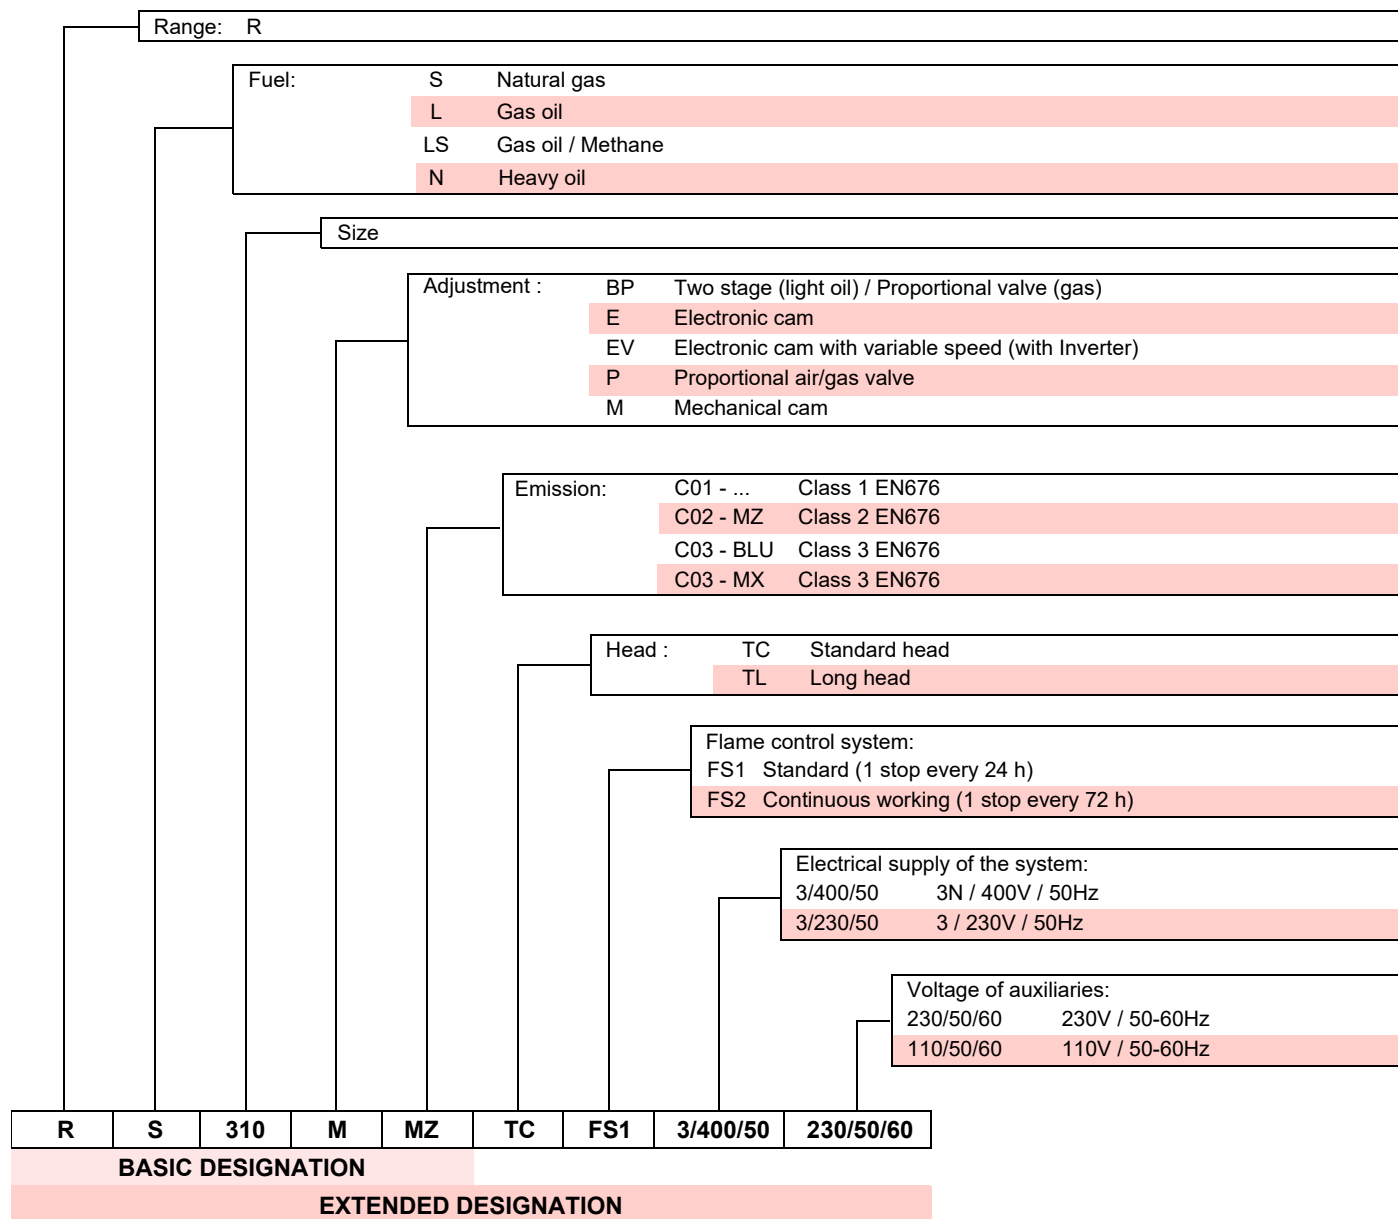 Range: R
Fuel: S Natural gas
L Gas oil
LS Gas oil / Methane
N Heavy oil
Size
Adjustment : BP Two stage (light oil) / Proportional valve (gas)
E Electronic cam
EV Electronic cam with variable speed (with Inverter)
P Proportional air/gas valve
M Mechanical cam
Emission: C01 - ... Class 1 EN676
C02 - MZ Class 2 EN676
C03 - BLU Class 3 EN676
C03 - MX Class 3 EN676
Head : TC Standard head
TL Long head
Flame control system:
FS1 Standard (1 stop every 24 h)
FS2 Continuous working (1 stop every 72 h)
Electrical supply of the system:
3/400/50 3N / 400V / 50Hz
3/230/50 3 / 230V / 50Hz
Voltage of auxiliaries:
230/50/60 230V / 50-60Hz
110/50/60 110V / 50-60Hz
R S 310 M MZ TC FS1 3/400/50 230/50/60
BASIC DESIGNATION
EXTENDED DESIGNATION